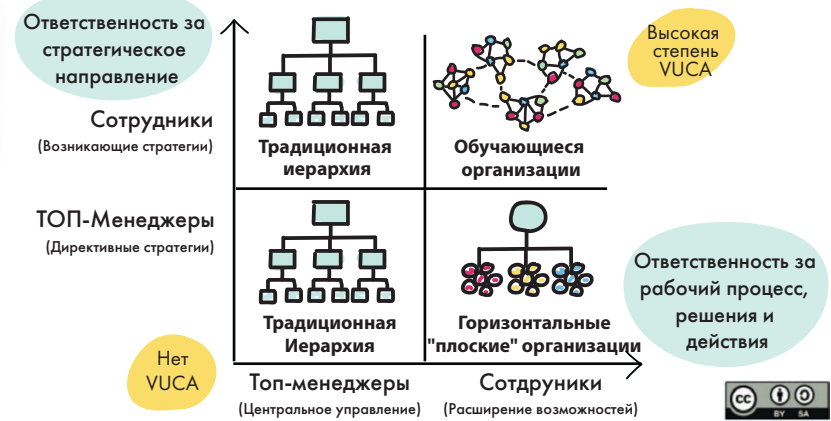 Ответственность за
стратегическое
направление
Высокая
степень
VUCA
Сотрудники
(Возникающие стратегии)
Традиционная
иерархия
Обучающиеся
организации
ТОП-Менеджеры
(Директивные стратегии)
Ответственность за
рабочий процесс,
решения и
действия
Традиционная
Иерархия
Горизонтальные
"плоские" организации
Нет
VUCA
Топ-менеджеры
(Центральное управление)
Сотдруники
(Расширение возможностей)
cc
BY SA